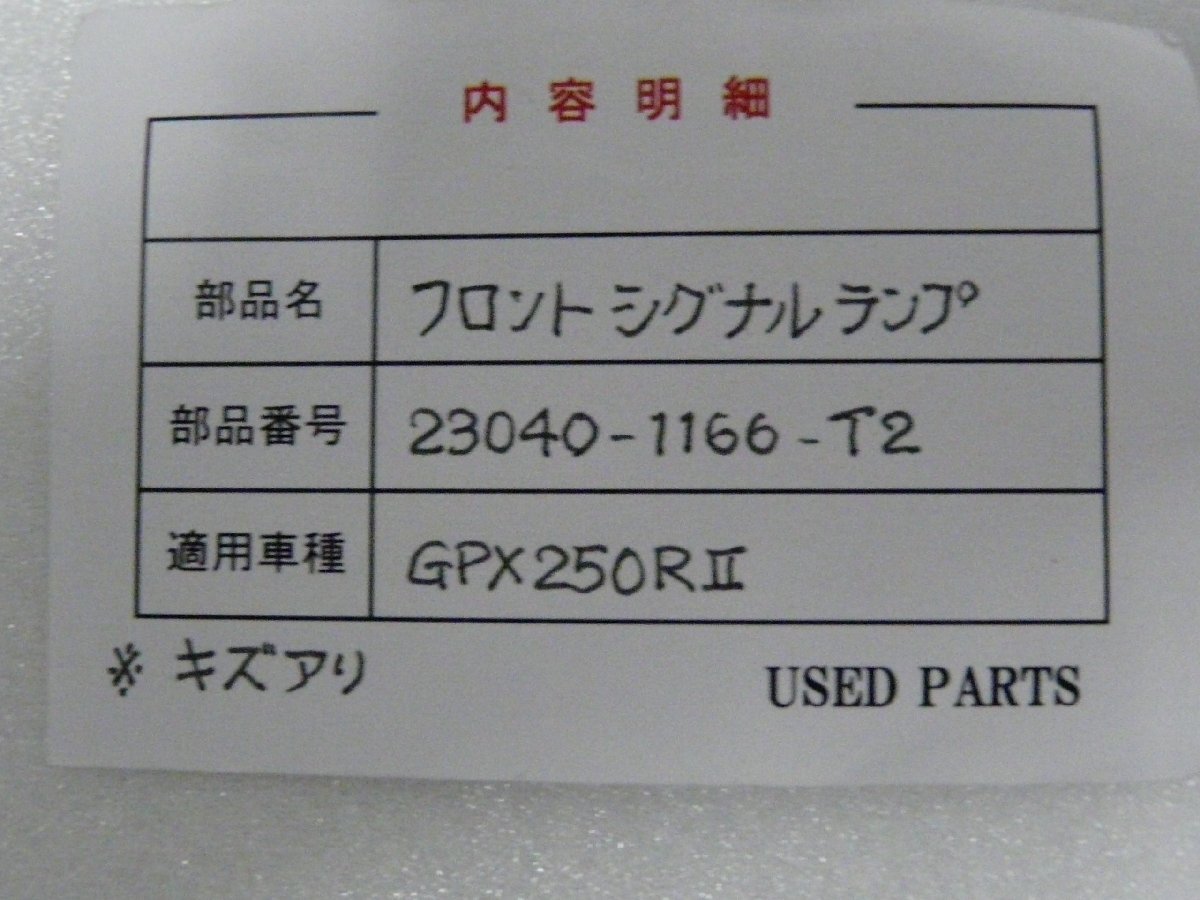 内容明細
部品名 フロントシグナルランプ
部品番号 23040-1166-T2
適用車種 GPX250RⅡ
※ キズアリ USED PARTS